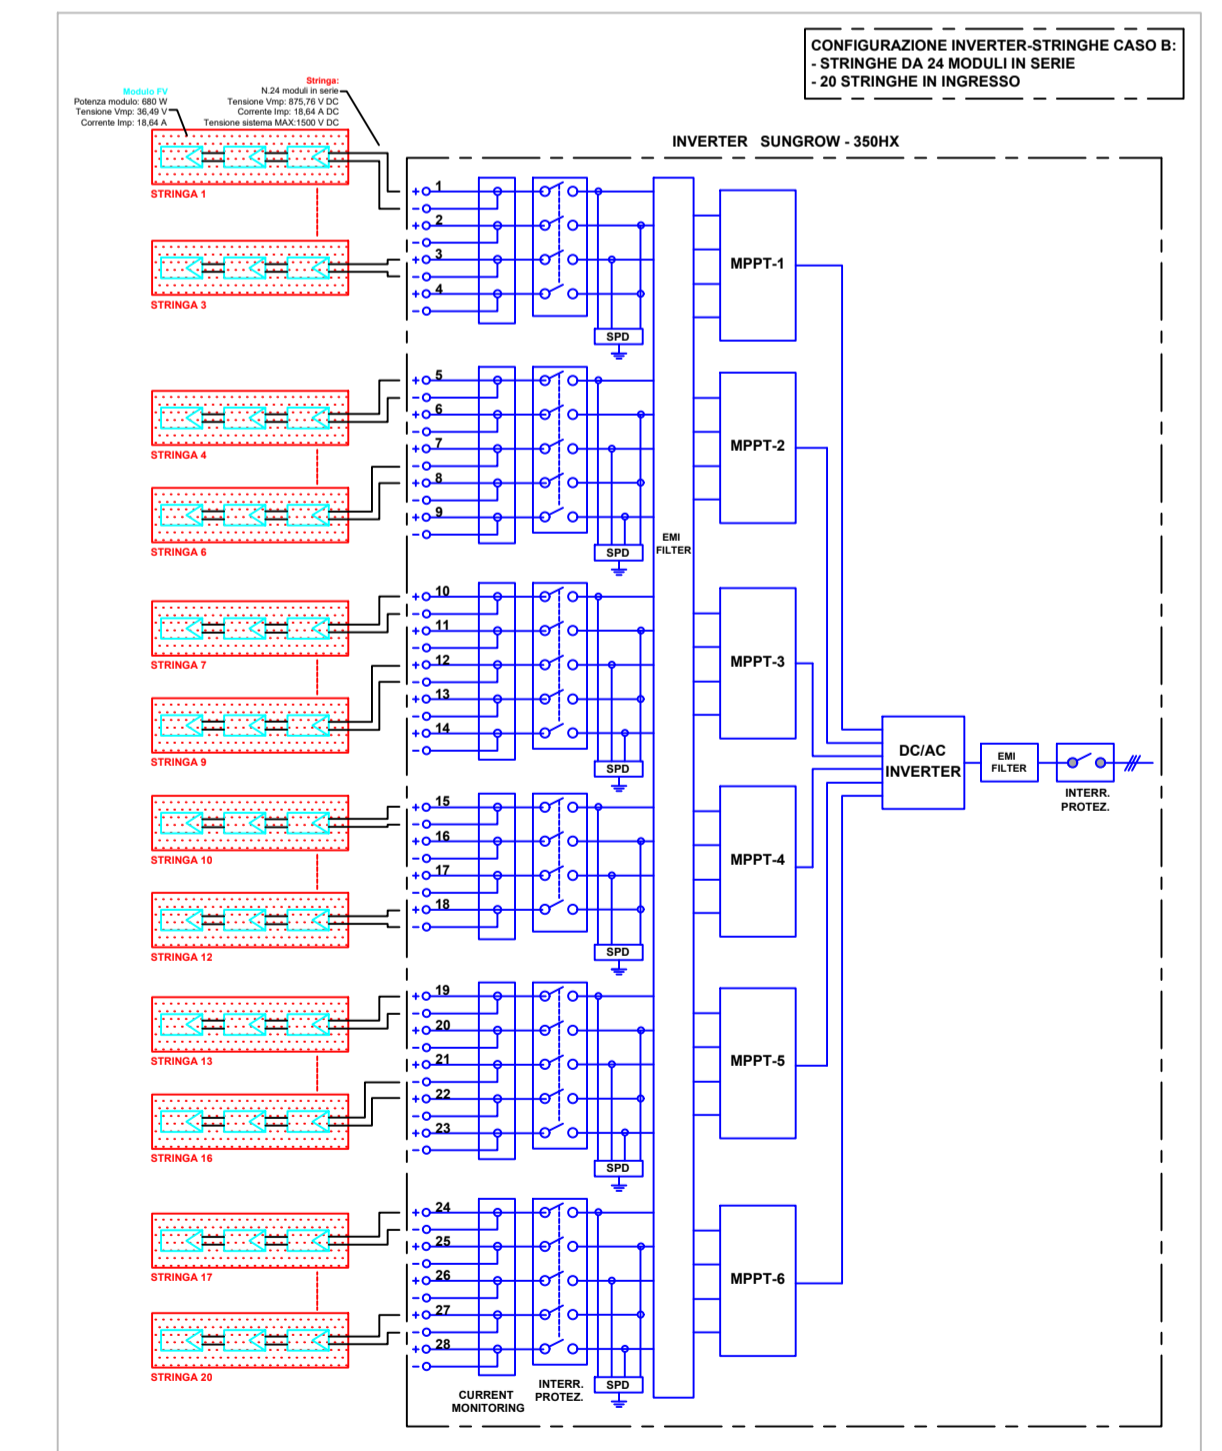 CONFIGURAZIONE INVERTER-STRINGHE CASO B:
- STRINGHE DA 24 MODULI IN SERIE
- 20 STRINGHE IN INGRESSO
Modulo FV
Potenza modulo: 680 W
Tensione Vmp: 36,49 V
Corrente Imp: 18,64 A
Stringa:
N.24 moduli in serie
Tensione Vmp: 875,76 V DC
Corrente Imp: 18,64 A DC
Tensione sistema MAX:1500 V DC
INVERTER SUNGROW - 350HX
STRINGA 1
STRINGA 3
+ 1
-
+ 2
-
+ 3
-
+ 4
-
SPD
MPPT-1
STRINGA 4
STRINGA 6
+ 5
-
+ 6
-
+ 7
-
+ 8
-
+ 9
-
SPD
EMI
FILTER
MPPT-2
STRINGA 7
STRINGA 9
+ 10
-
+ 11
-
+ 12
-
+ 13
-
+ 14
-
SPD
MPPT-3
DC/AC
INVERTER
EMI
FILTER
INTERR.
PROTEZ.
STRINGA 10
STRINGA 12
+ 15
-
+ 16
-
+ 17
-
+ 18
-
SPD
MPPT-4
STRINGA 13
STRINGA 16
+ 19
-
+ 20
-
+ 21
-
+ 22
-
+ 23
-
SPD
MPPT-5
STRINGA 17
STRINGA 20
+ 24
-
+ 25
-
+ 26
-
+ 27
-
+ 28
-
SPD
MPPT-6
CURRENT
MONITORING
INTERR.
PROTEZ.